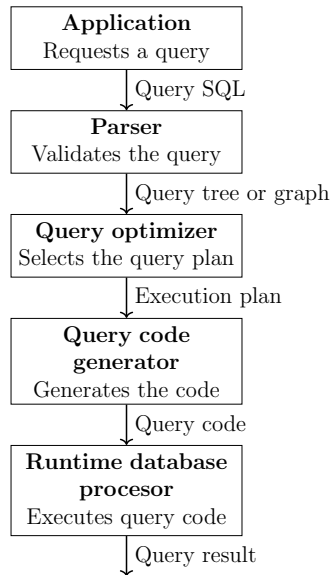 Application
Requests a query
Query SQL
Parser
Validates the query
Query tree or graph
Query optimizer
Selects the query plan
Execution plan
Query code
generator
Generates the code
Query code
Runtime database
procesor
Executes query code
Query result